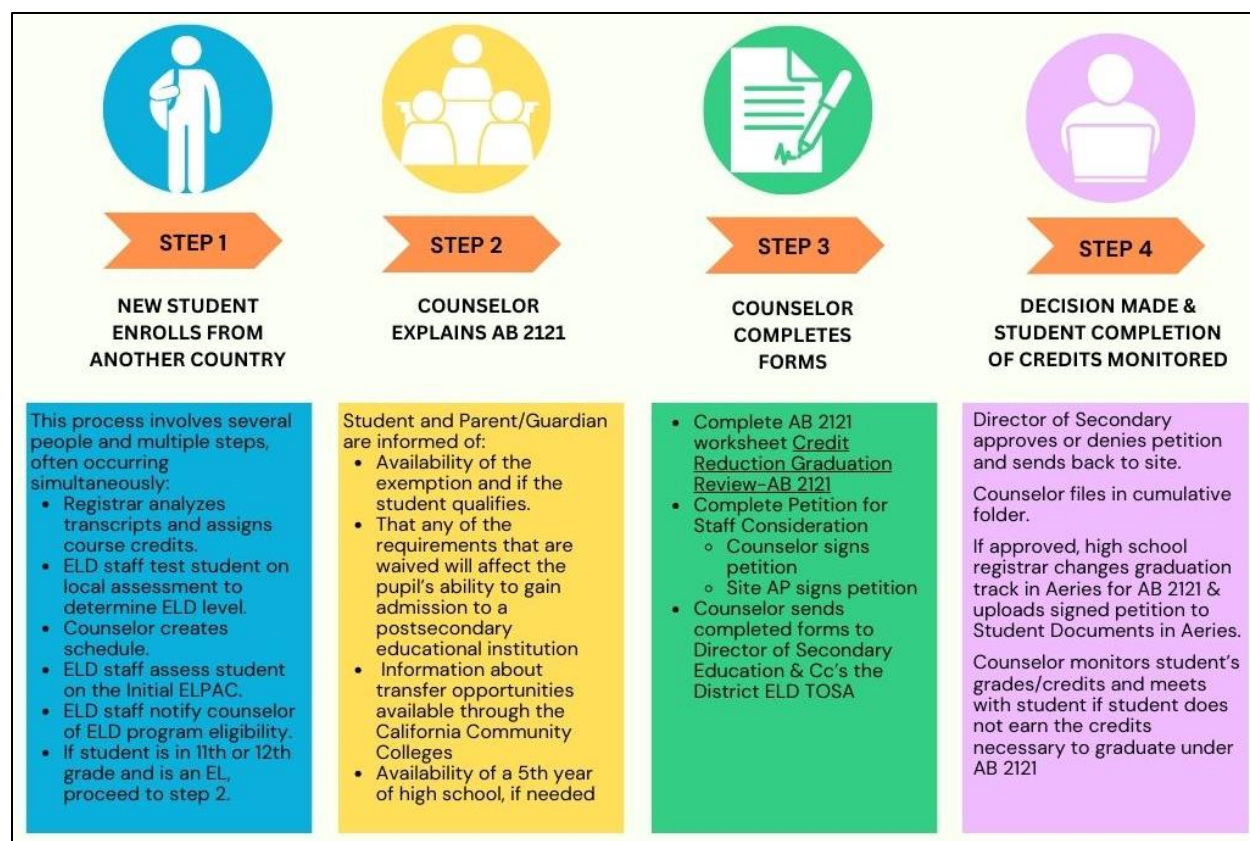 STEP 1
NEW STUDENT
ENROLLS FROM
ANOTHER COUNTRY
This process involves several
people and multiple steps,
often occurring
simultaneously:
• Registrar analyzes
transcripts and assigns
course credits.
• ELD staff test student on
local assessment to
determine ELD level.
• Counselor creates
schedule.
• ELD staff assess student
on the Initial ELPAC.
• ELD staff notify counselor
of ELD program eligibility.
• If student is in 11th or 12th
grade and is an EL,
proceed to step 2.
STEP 2
COUNSELOR
EXPLAINS AB 2121
Student and Parent/Guardian
are informed of:
• Availability of the
exemption and if the
student qualifies.
• That any of the
requirements that are
waived will affect the
pupil's ability to gain
admission to a
postsecondary
educational institution
• Information about
transfer opportunities
available through the
California Community
Colleges
• Availability of a 5th year
of high school, if needed
STEP 3
COUNSELOR
COMPLETES
FORMS
• Complete AB 2121
worksheet Credit
Reduction Graduation
Review-AB 2121
• Complete Petition for
Staff Consideration
◦ Counselor signs
petition
◦ Site AP signs petition
• Counselor sends
completed forms to
Director of Secondary
Education & Cc's the
District ELD TOSA
STEP 4
DECISION MADE &
STUDENT COMPLETION
OF CREDITS MONITORED
Director of Secondary
approves or denies petition
and sends back to site.
Counselor files in cumulative
folder.
If approved, high school
registrar changes graduation
track in Aeries for AB 2121 &
uploads signed petition to
Student Documents in Aeries.
Counselor monitors student's
grades/credits and meets
with student if student does
not earn the credits
necessary to graduate under
AB 2121